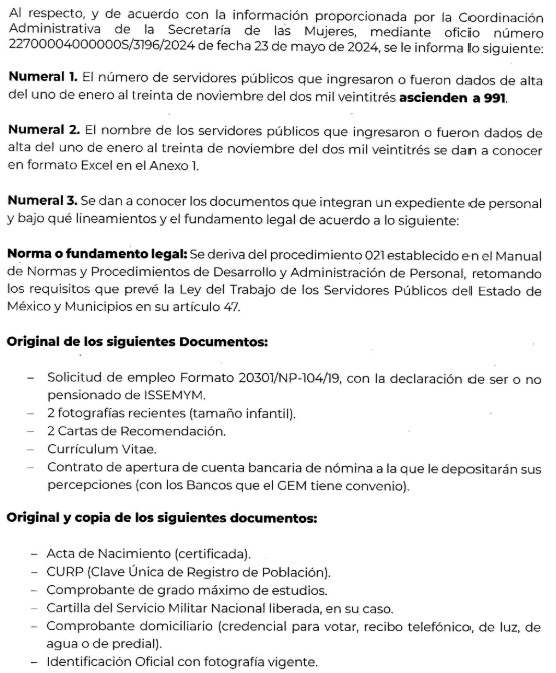 Al respecto, y de acuerdo con la información proporcionada por la Coordinación
Administrativa de la Secretaría de las Mujeres, mediante oficio número
22700004000000S/3196/2024 de fecha 23 de mayo de 2024, se le informa lo siguiente:
Numeral 1. El número de servidores públicos que ingresaron o fueron dados de alta
del uno de enero al treinta de noviembre del dos mil veintitrés ascienden a 991.
Numeral 2. El nombre de los servidores públicos que ingresaron o fueron dados de
alta del uno de enero al treinta de noviembre del dos mil veintitrés se dan a conocer
en formato Excel en el Anexo 1.
Numeral 3. Se dan a conocer los documentos que integran un expediente de personal
y bajo qué lineamientos y el fundamento legal de acuerdo a lo siguiente:
Norma o fundamento legal: Se deriva del procedimiento 021 establecido en el Manual
de Normas y Procedimientos de Desarrollo y Administración de Personal, retomando
los requisitos que prevé la Ley del Trabajo de los Servidores Públicos del Estado de
México y Municipios en su artículo 47.
Original de los siguientes Documentos:
– Solicitud de empleo Formato 20301/NP-104/19, con la declaración de ser o no
pensionado de ISSEMYM.
– 2 fotografías recientes (tamaño infantil).
– 2 Cartas de Recomendación.
– Currículum Vitae.
– Contrato de apertura de cuenta bancaria de nómina a la que le depositarán sus
percepciones (con los Bancos que el GEM tiene convenio).
Original y copia de los siguientes documentos:
– Acta de Nacimiento (certificada).
– CURP (Clave Única de Registro de Población).
– Comprobante de grado máximo de estudios.
– Cartilla del Servicio Militar Nacional liberada, en su caso.
– Comprobante domiciliario (credencial para votar, recibo telefónico, de luz, de
agua o de predial).
– Identificación Oficial con fotografía vigente.